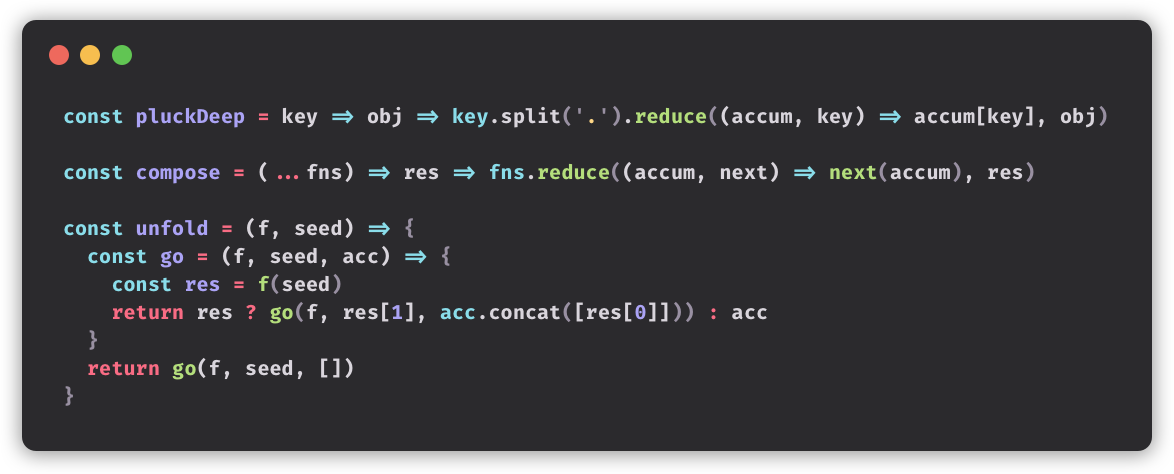 const pluckDeep = key => obj => key.split('.').reduce((accum, key) => accum[key], obj)
const compose = (...fns) => res => fns.reduce((accum, next) => next(accum), res)
const unfold = (f, seed) => {
  const go = (f, seed, acc) => {
    const res = f(seed)
    return res ? go(f, res[1], acc.concat([res[0]])) : acc
  }
  return go(f, seed, [])
}